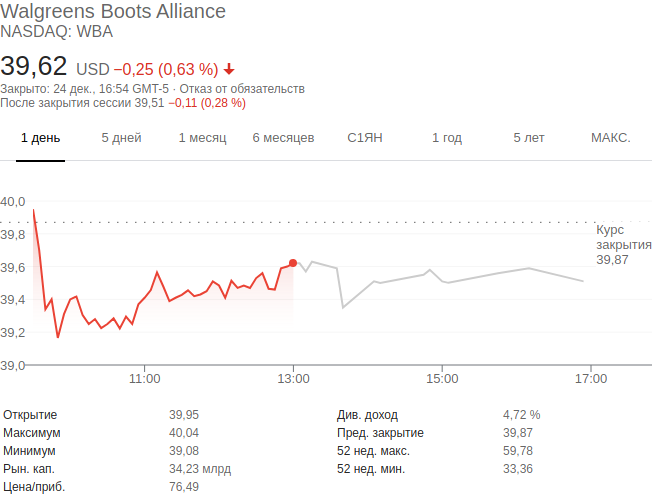 Walgreens Boots Alliance
NASDAQ: WBA
39,62 USD −0,25 (0,63 %)
Закрыто: 24 дек., 16:54 GMT-5 · Отказ от обязательств
После закрытия сессии 39,51 −0,11 (0,28 %)
1 день 5 дней 1 месяц 6 месяцев С1ЯН 1 год 5 лет МАКС.
40,0
39,8
39,6
39,4
39,2
39,0
Курс
закрытия
39,87
11:00 13:00 15:00 17:00
Открытие 39,95 Див. доход 4,72 %
Максимум 40,04 Пред. закрытие 39,87
Минимум 39,08 52 нед. макс. 59,78
Рын. кап. 34,23 млрд 52 нед. мин. 33,36
Цена/приб. 76,49